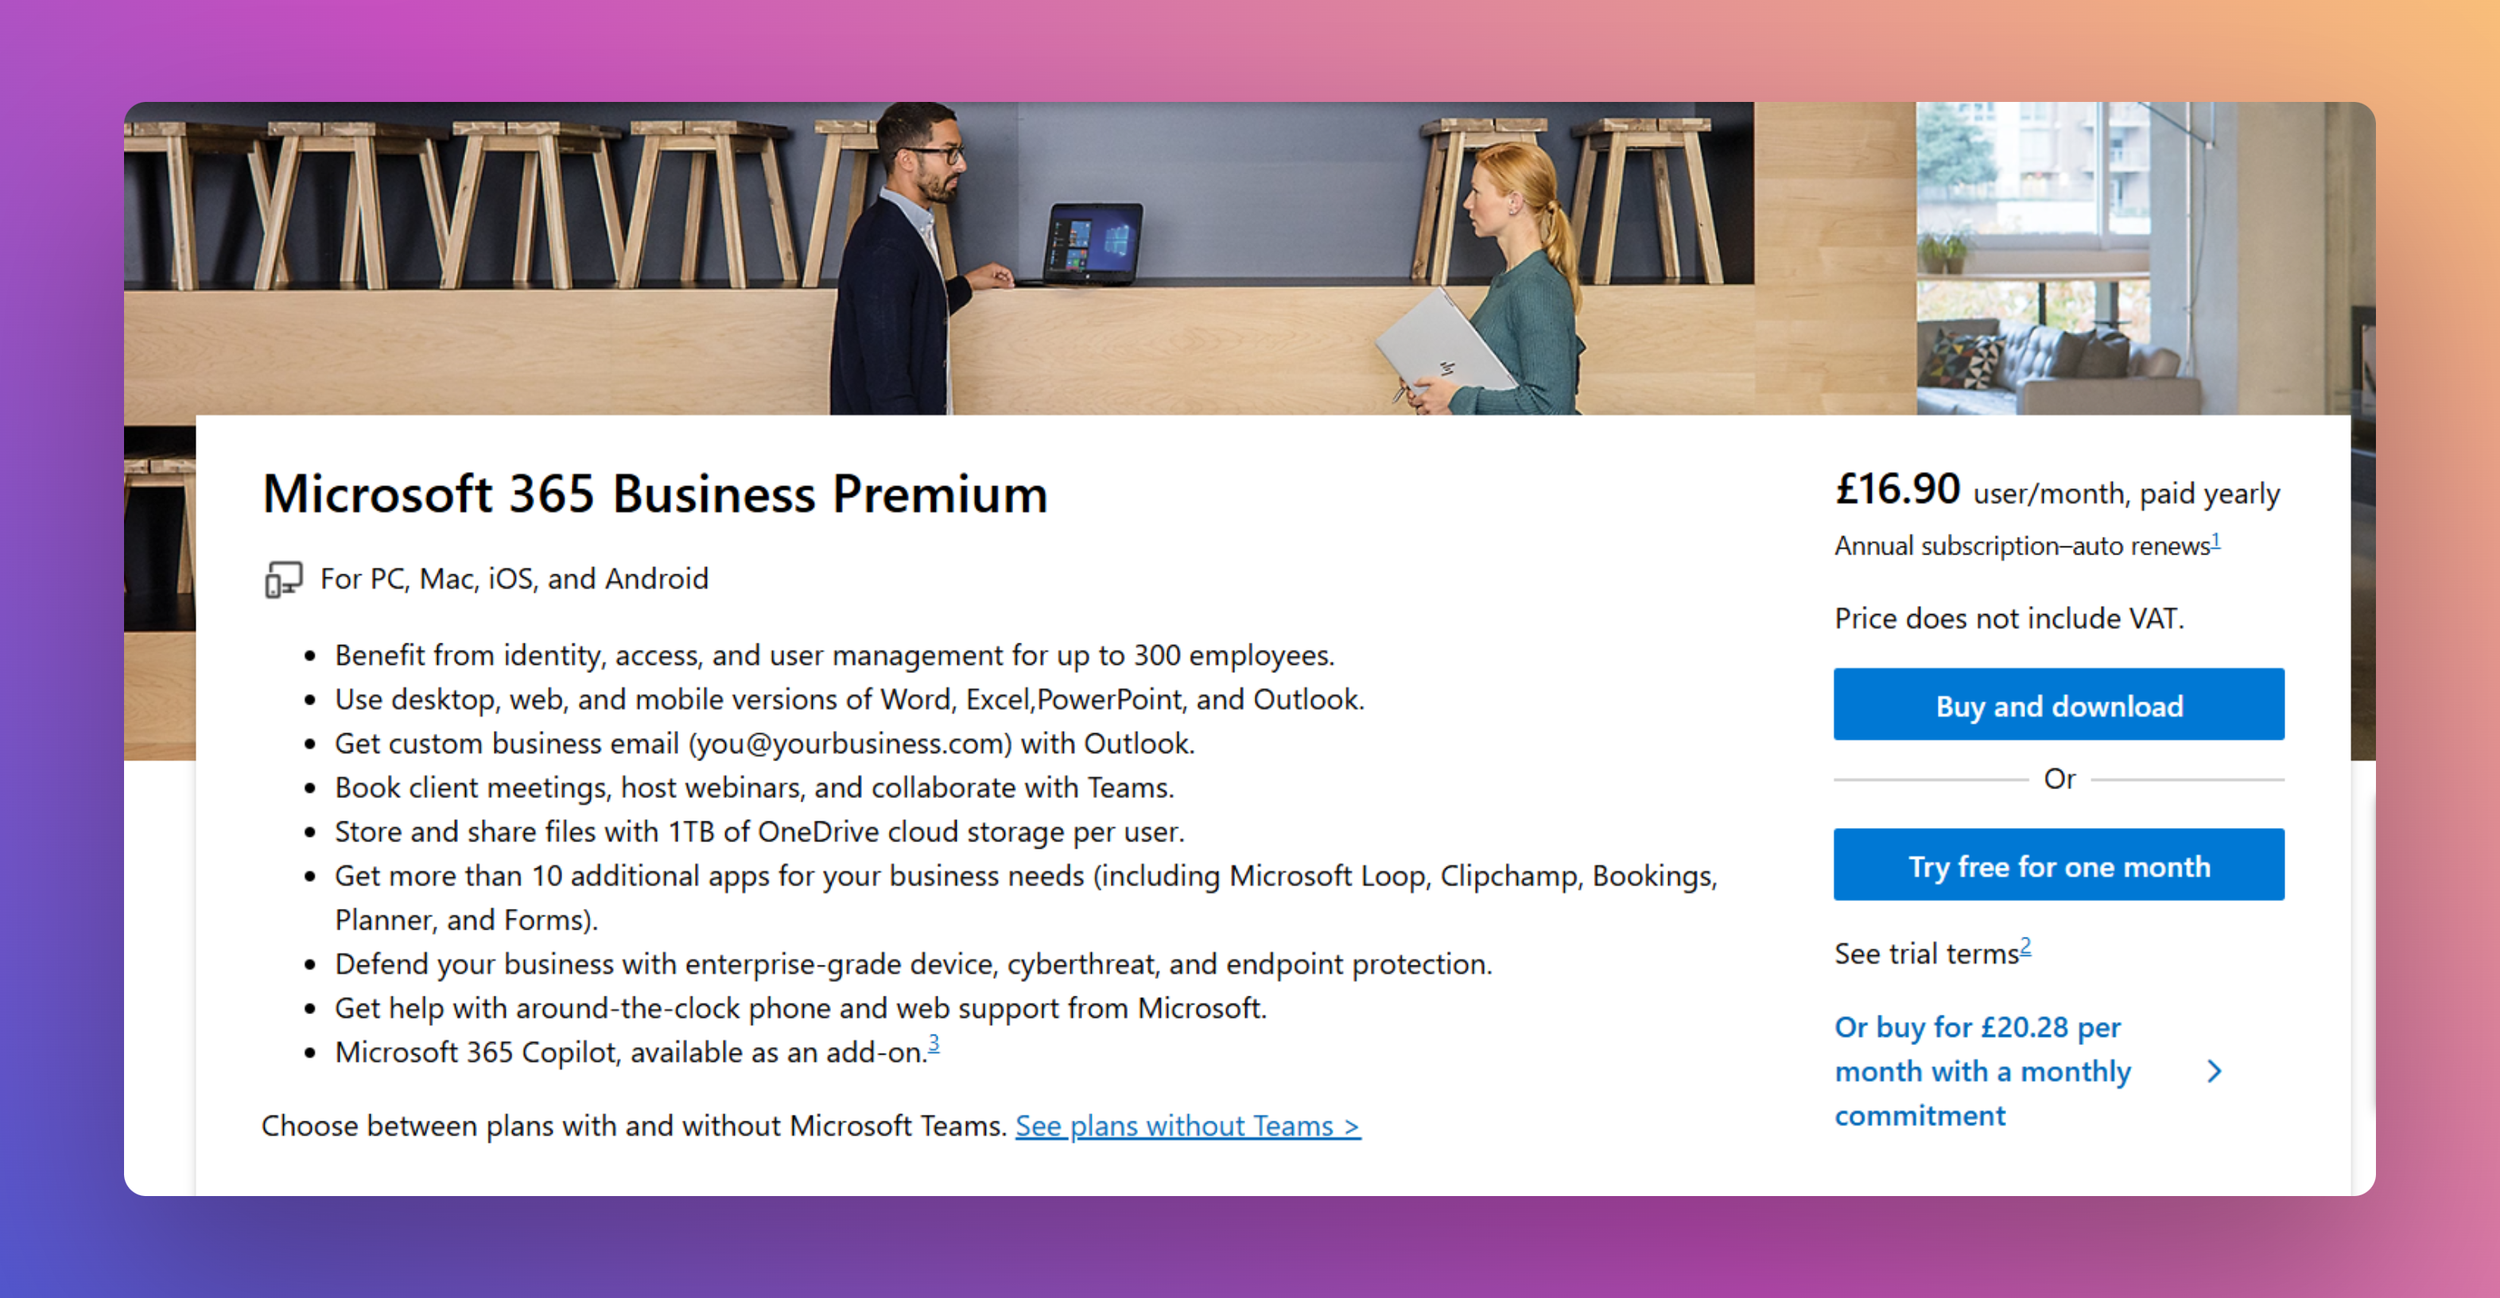 Microsoft 365 Business Premium
For PC, Mac, iOS, and Android
• Benefit from identity, access, and user management for up to 300 employees.
• Use desktop, web, and mobile versions of Word, Excel,PowerPoint, and Outlook.
• Get custom business email (you@yourbusiness.com) with Outlook.
• Book client meetings, host webinars, and collaborate with Teams.
• Store and share files with 1TB of OneDrive cloud storage per user.
• Get more than 10 additional apps for your business needs (including Microsoft Loop, Clipchamp, Bookings,
Planner, and Forms).
• Defend your business with enterprise-grade device, cyberthreat, and endpoint protection.
• Get help with around-the-clock phone and web support from Microsoft.
• Microsoft 365 Copilot, available as an add-on.3
Choose between plans with and without Microsoft Teams. See plans without Teams >
£16.90 user/month, paid yearly
Annual subscription–auto renews1
Price does not include VAT.
Buy and download
Or
Try free for one month
See trial terms2
Or buy for £20.28 per
month with a monthly
commitment